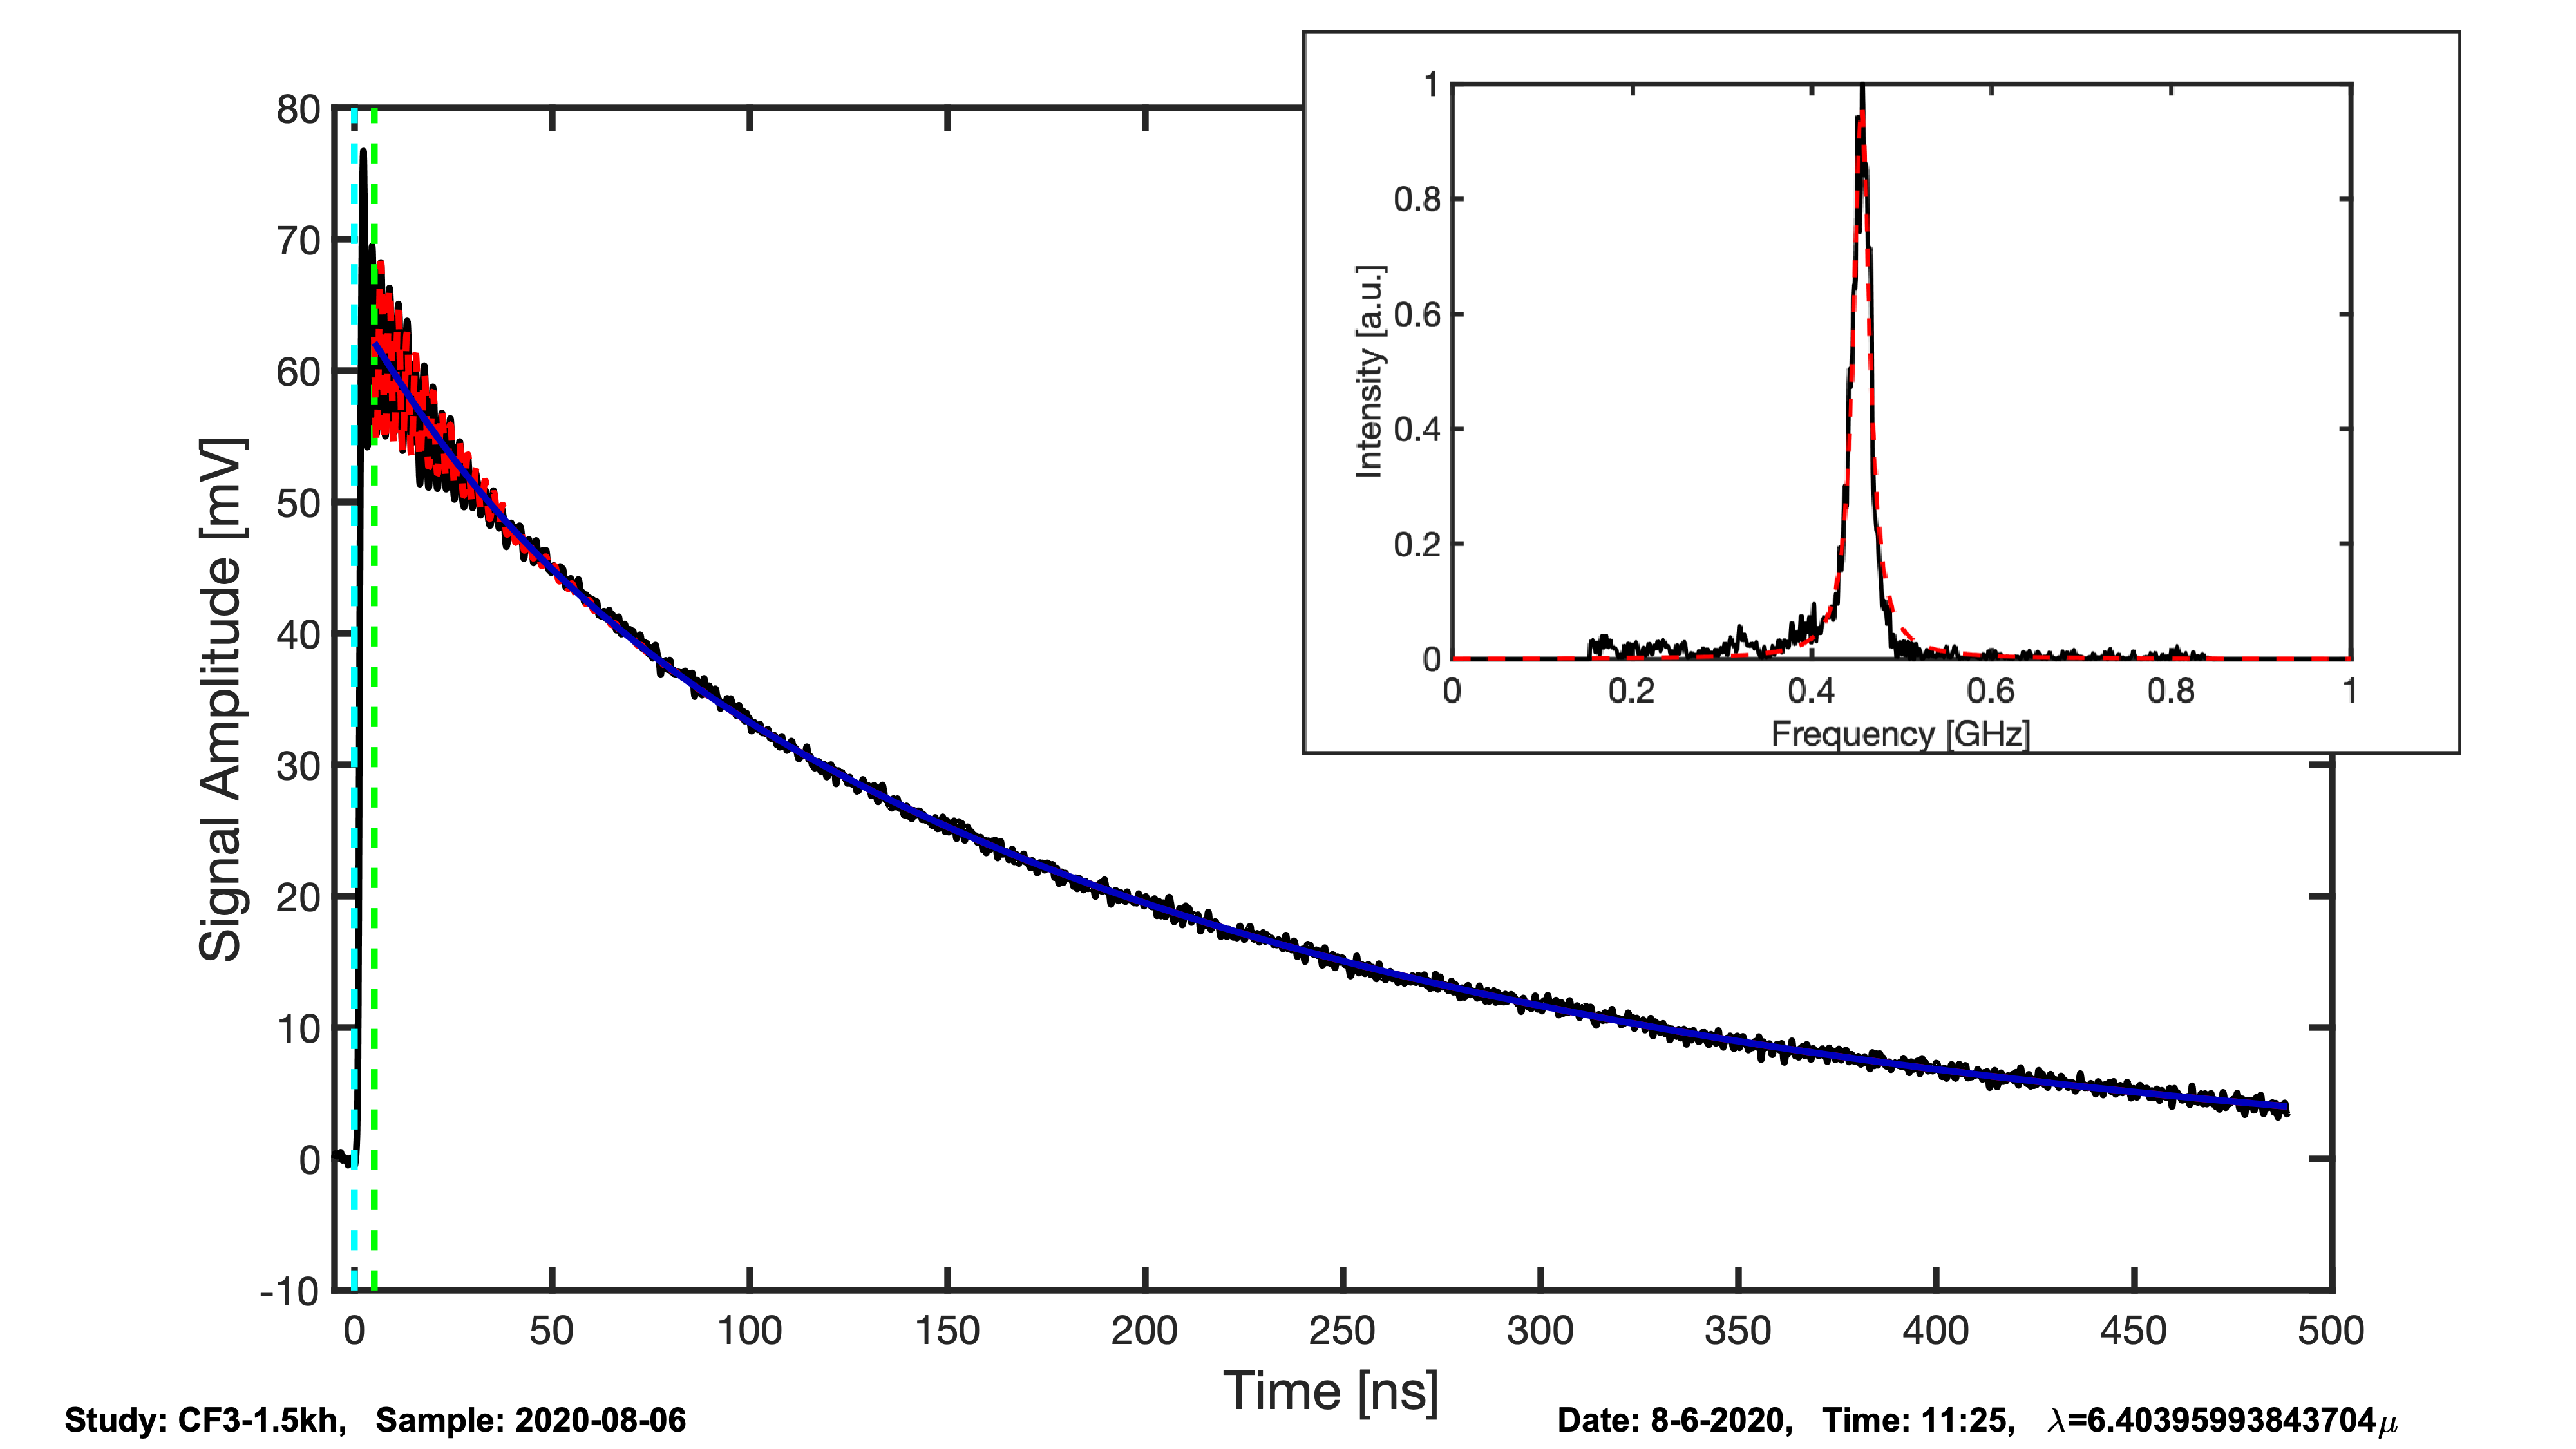 1
0.8
0.6
0.4
0.2
0
Intensity [a.u.]
0 0.2 0.4 0.6 0.8 1
Frequency [GHz]
80
70
60
50
40
30
20
10
0
-10
Signal Amplitude [mV]
0 50 100 150 200 250 300 350 400 450 500
Time [ns]
Study: CF3-1.5kh, Sample: 2020-08-06
Date: 8-6-2020, Time: 11:25, λ=6.40395993843704μ